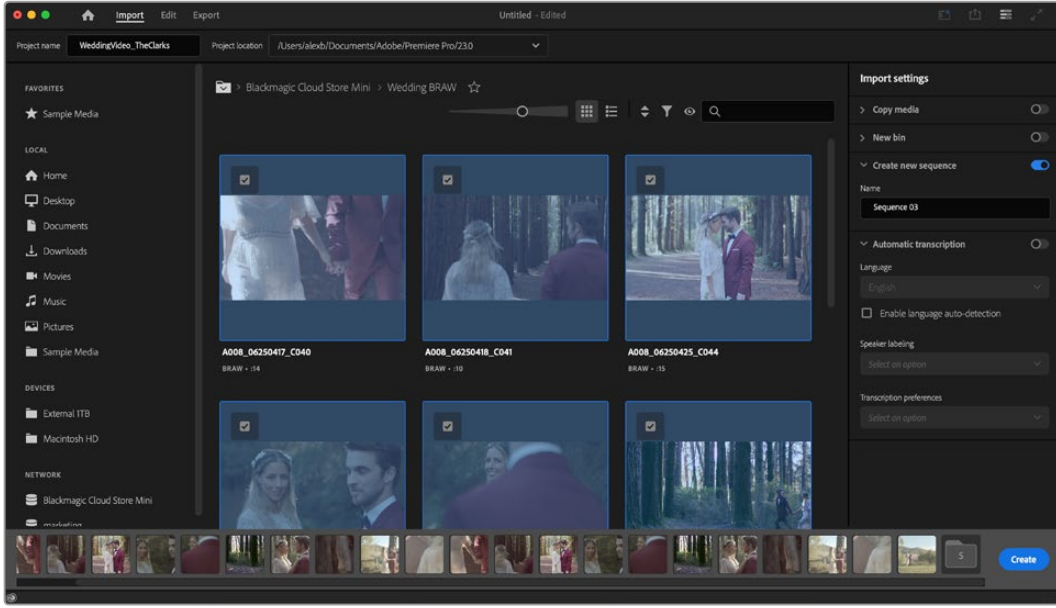 Import Edit Export Untitled - Edited
Project name WeddingVideo_TheClarks Project location /Users/alexb/Documents/Adobe/Premiere Pro/23.0
FAVORITES
Sample Media
LOCAL
Home
Desktop
Documents
Downloads
Movies
Music
Pictures
Sample Media
DEVICES
External 1TB
Macintosh HD
NETWORK
Blackmagic Cloud Store Mini
marketing
> Blackmagic Cloud Store Mini > Wedding BRAW
A008_06250417_C040
BRAW • :14
A008_06250418_C041
BRAW • :10
A008_06250425_C044
BRAW • :15
Import settings
Copy media
New bin
Create new sequence
Name
Sequence 03
Automatic transcription
Language
English
Enable language auto-detection
Speaker labeling
Select an option
Transcription preferences
Select an option
S
Create